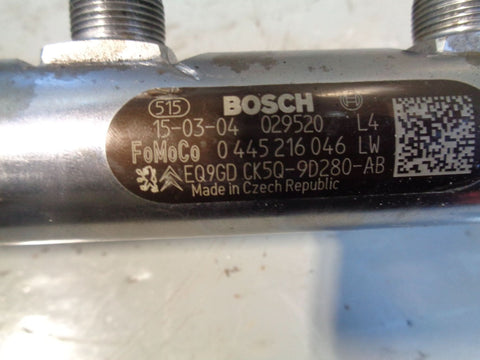 515 BOSCH
15-03-04 029520 L4
FoMoCo 0 445 216 046 LW
EQ9GD CK5Q-9D280-AB
Made in Czech Republic